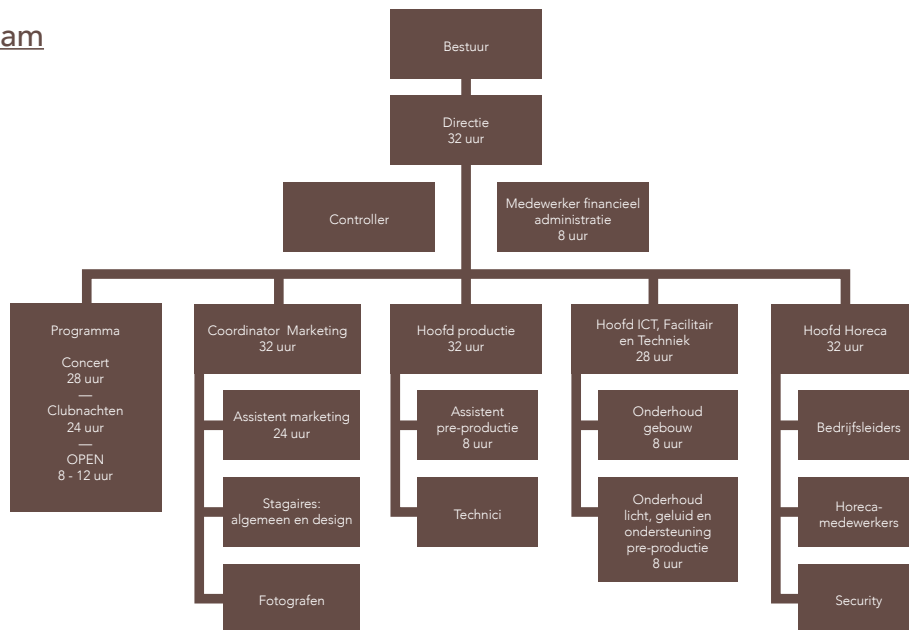 am
Bestuur
Directie
32 uur
Controller
Medewerker financieel
administratie
8 uur
Programma
Concert
28 uur
—
Clubnachten
24 uur
—
OPEN
8 - 12 uur
Coordinator Marketing
32 uur
Assistent marketing
24 uur
Stagaires:
algemeen en design
Fotografen
Hoofd productie
32 uur
Assistent
pre-productie
8 uur
Technici
Hoofd ICT, Facilitair
en Techniek
28 uur
Onderhoud
gebouw
8 uur
Onderhoud
licht, geluid en
ondersteuning
pre-productie
8 uur
Hoofd Horeca
32 uur
Bedrijfsleiders
Horeca-
medewerkers
Security